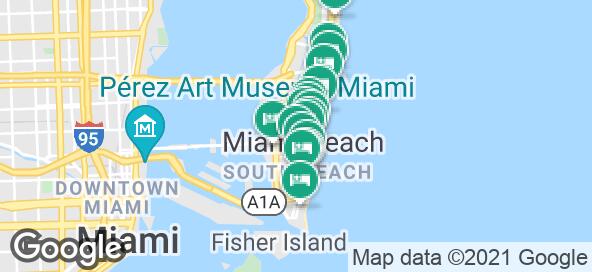 Pérez Art Museum Miami
95
Miami Beach
SOUTH BEACH
DOWNTOWN
MIAMI
A1A
Miami
Fisher Island
Google
Google
Map data ©2021 Google